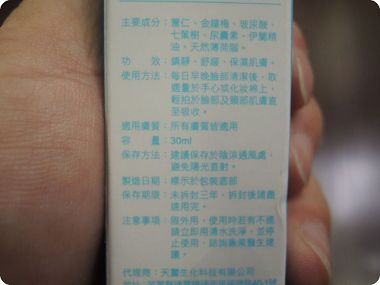 主要成分：薏仁、金縷梅、玻尿酸、
七葉樹、尿囊素、伊蘭精
油、天然薄荷腦。
功　　效：鎮靜、舒緩、保濕肌膚。
使用方法：每日早晚臉部清潔後，取
適量於手心或化妝綿上，
輕拍於臉部及頸部肌膚直
至吸收。
適用膚質：所有膚質皆適用
容　　量：30ml
保存方法：建議保存於陰涼通風處，
避免陽光直射。
製造日期：標示於包裝底部
保存期限：未拆封三年，拆封後請盡
速用完。
注意事項：限外用，使用時若有不適
請立即用清水洗淨，並停
止使用，諮詢專業醫生建
議。
代理商：天麗生化科技有限公司